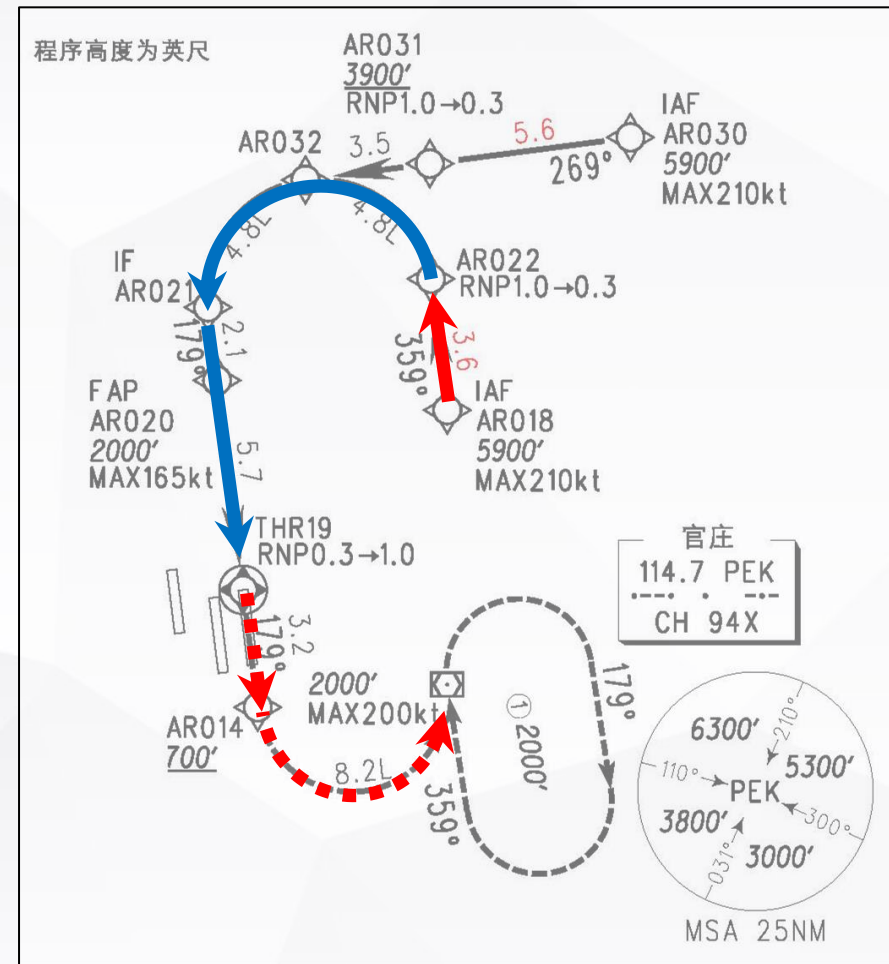 程序高度为英尺
AR031
3900′
RNP1.0→0.3
IAF
AR030
5900′
MAX210kt
AR032
3.5
5.6
269°
4.8L
4.8L
IF
AR021
AR022
RNP1.0→0.3
179°
2.1
359°
3.6
FAP
AR020
2000′
MAX165kt
IAF
AR018
5900′
MAX210kt
5.7
THR19
RNP0.3→1.0
官庄
114.7 PEK
CH 94X
179°
3.2
2000′
MAX200kt
AR014
700′
8.2L
359°
① 2000′
179°
6300′
210°
5300′
110°
PEK
300°
3800′
031°
3000′
MSA 25NM